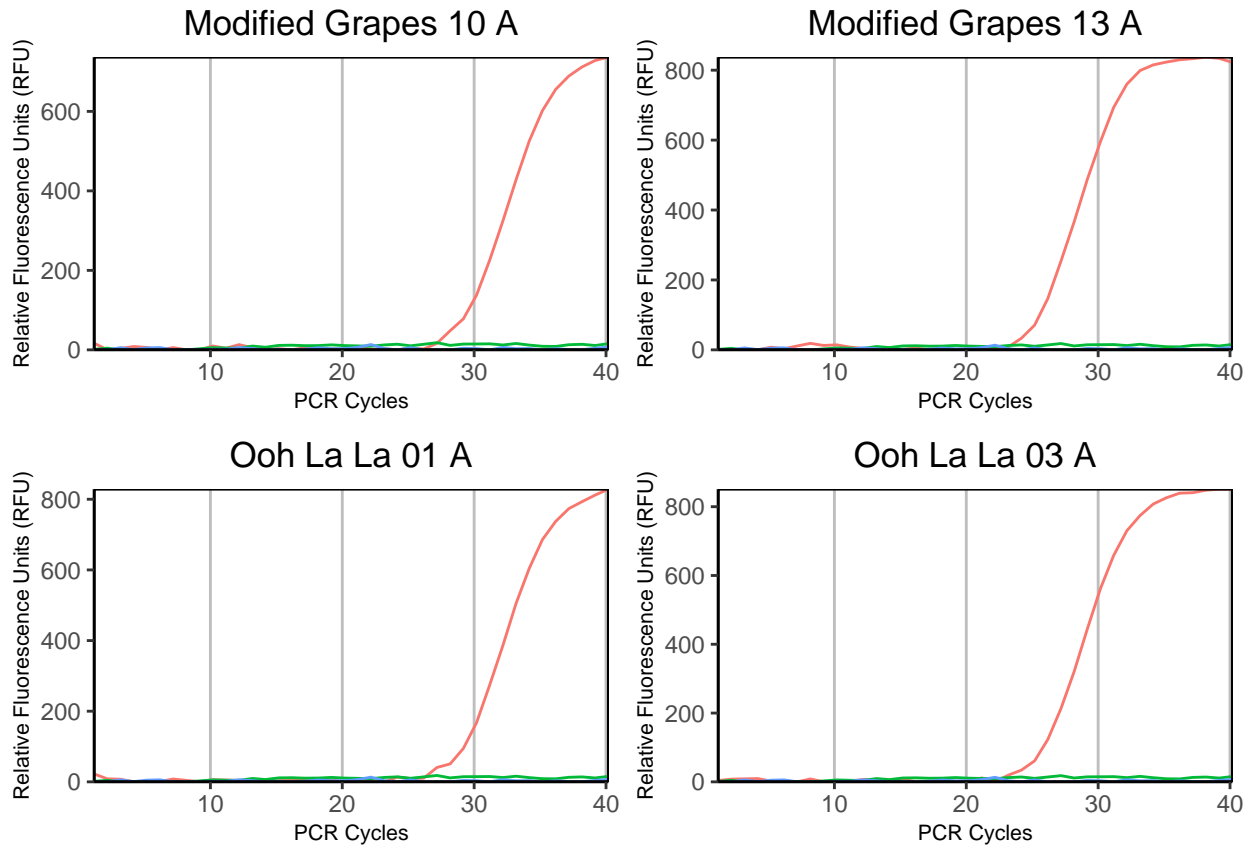 Modified Grapes 10 A
Relative Fluorescence Units (RFU)
600
400
200
0
10
20
30
40
PCR Cycles
Modified Grapes 13 A
Relative Fluorescence Units (RFU)
800
600
400
200
0
10
20
30
40
PCR Cycles
Ooh La La 01 A
Relative Fluorescence Units (RFU)
800
600
400
200
0
10
20
30
40
PCR Cycles
Ooh La La 03 A
Relative Fluorescence Units (RFU)
800
600
400
200
0
10
20
30
40
PCR Cycles